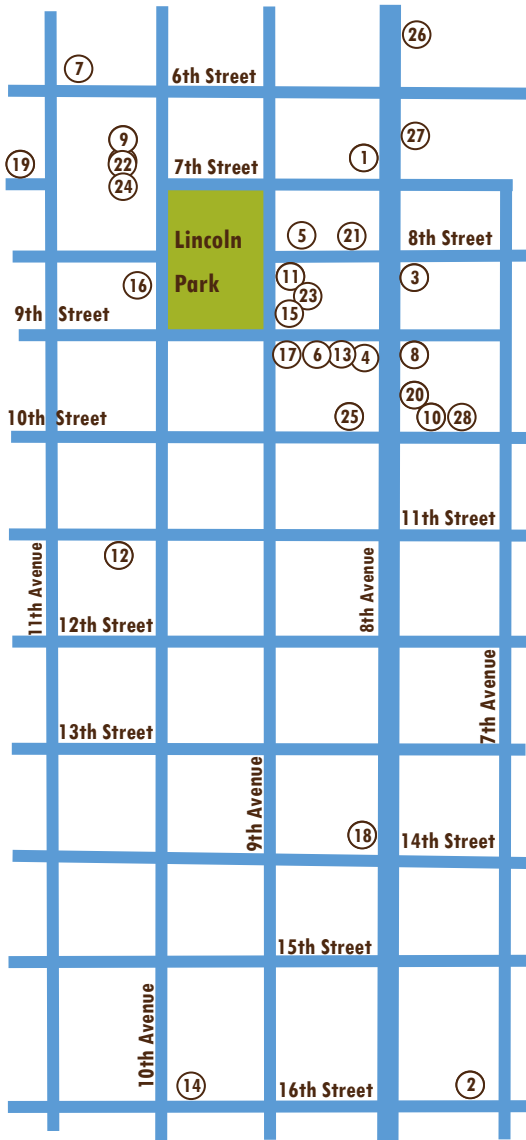 26
7
6th Street
27
9
1
19
22
7th Street
24
Lincoln
Park
5
21
8th Street
11
3
16
23
9th Street
15
17
6
13
4
8
20
10th Street
25
10
28
11th Street
12
11th Avenue
8th Avenue
12th Street
7th Avenue
13th Street
9th Avenue
18
14th Street
15th Street
10th Avenue
14
16th Street
2